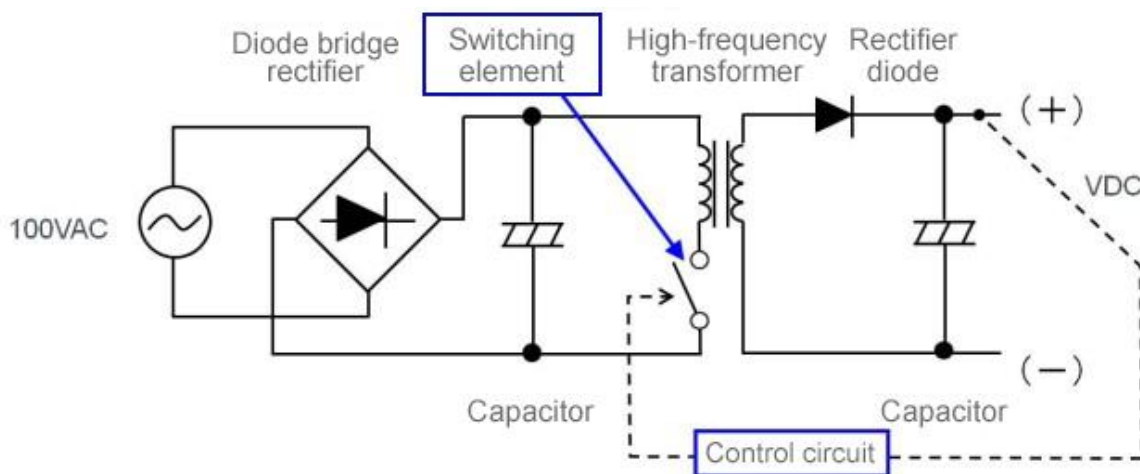 Diode bridge
rectifier
Switching
element
High-frequency
transformer
Rectifier
diode
(+)
100VAC
VDC
(−)
Capacitor
Capacitor
Control circuit